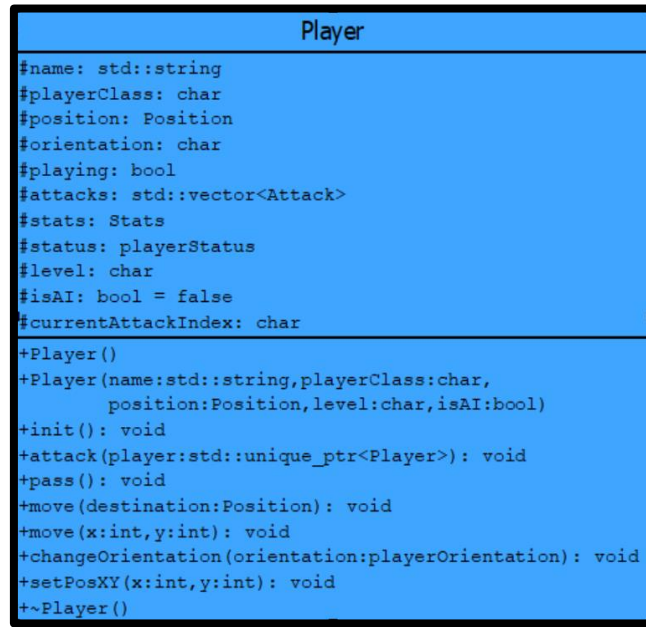 Player
#name: std::string
#playerClass: char
#position: Position
#orientation: char
#playing: bool
#attacks: std::vector<Attack>
#stats: Stats
#status: playerStatus
#level: char
#isAI: bool = false
#currentAttackIndex: char
+Player()
+Player(name:std::string,playerClass:char,
position:Position,level:char,isAI:bool)
+init(): void
+attack(player:std::unique_ptr<Player>): void
+pass(): void
+move(destination:Position): void
+move(x:int,y:int): void
+changeOrientation(orientation:playerOrientation): void
+setPosXY(x:int,y:int): void
+~Player()